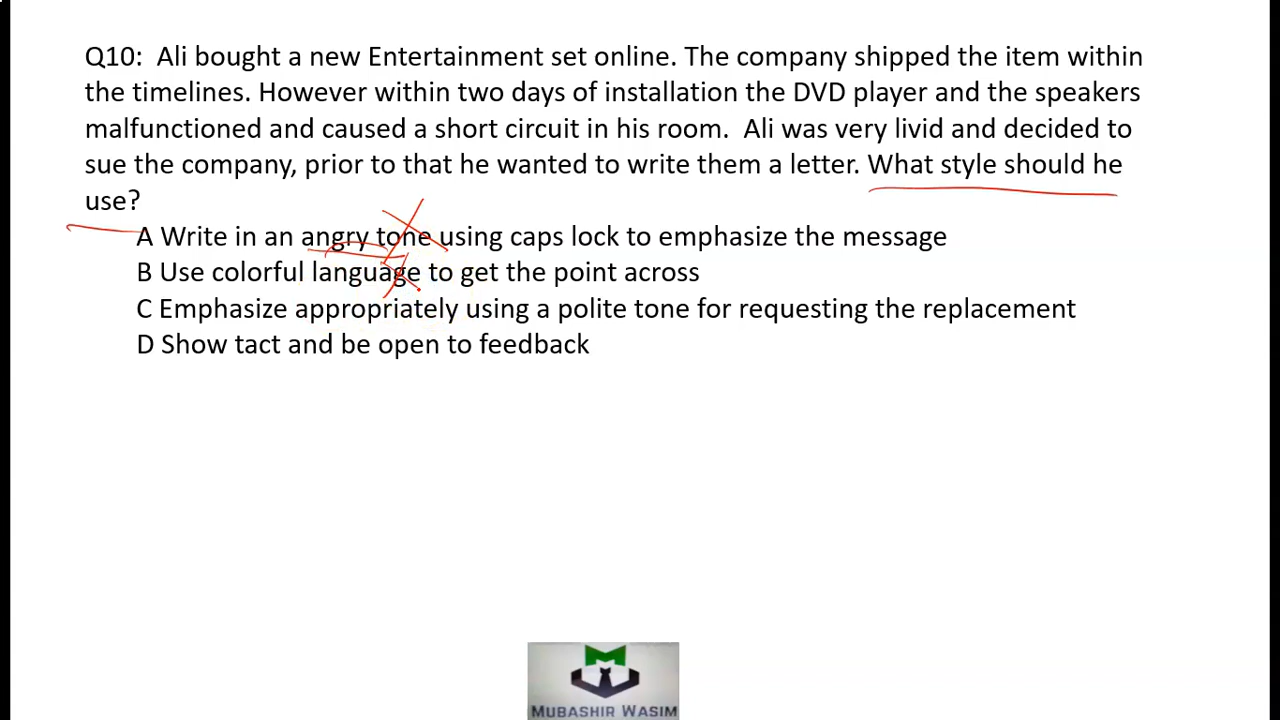 Q10: Ali bought a new Entertainment set online. The company shipped the item within
the timelines. However within two days of installation the DVD player and the speakers
malfunctioned and caused a short circuit in his room. Ali was very livid and decided to
sue the company, prior to that he wanted to write them a letter. What style should he
use?
A Write in an angry tone using caps lock to emphasize the message
B Use colorful language to get the point across
C Emphasize appropriately using a polite tone for requesting the replacement
D Show tact and be open to feedback
MUBASHIR WASIM